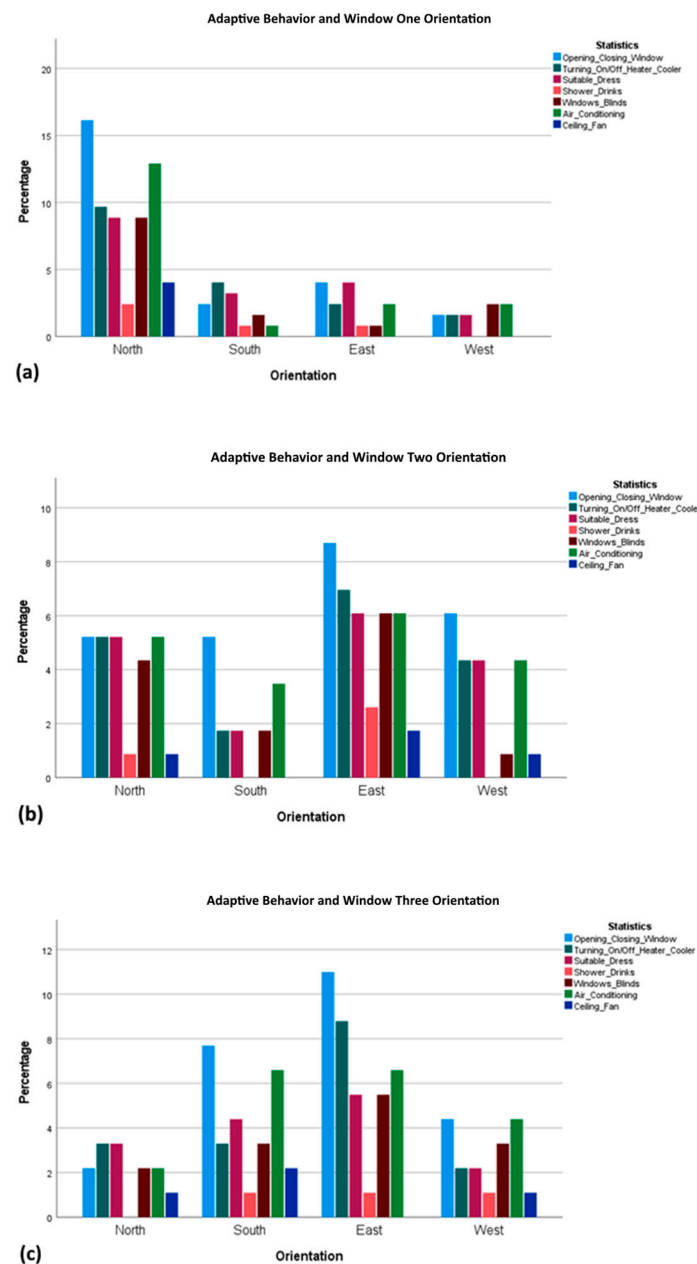 Adaptive Behavior and Window One Orientation
Statistics
Opening_Closing_Window
Turning_On/Off_Heater_Cooler
Suitable_Dress
Shower_Drinks
Windows_Blinds
Air_Conditioning
Ceiling_Fan
Percentage
20
15
10
5
0
North South East West
(a)
Orientation
Adaptive Behavior and Window Two Orientation
Statistics
Opening_Closing_Window
Turning_On/Off_Heater_Coole
Suitable_Dress
Shower_Drinks
Windows_Blinds
Air_Conditioning
Ceiling_Fan
Percentage
10
8
6
4
2
0
North South East West
(b)
Orientation
Adaptive Behavior and Window Three Orientation
Statistics
Opening_Closing_Window
Turning_On/Off_Heater_Cooler
Suitable_Dress
Shower_Drinks
Windows_Blinds
Air_Conditioning
Ceiling_Fan
Percentage
12
10
8
6
4
2
0
North South East West
(c)
Orientation